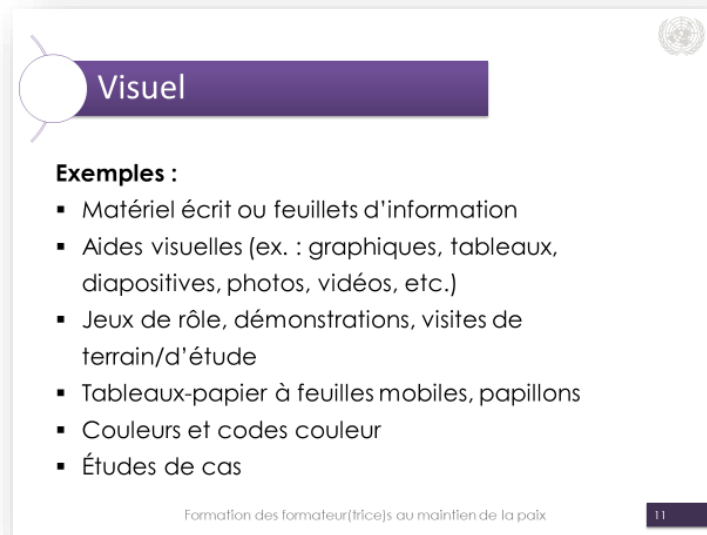 Visuel
Exemples :
▪ Matériel écrit ou feuillets d’information
▪ Aides visuelles (ex. : graphiques, tableaux,
diapositives, photos, vidéos, etc.)
▪ Jeux de rôle, démonstrations, visites de
terrain/d’étude
▪ Tableaux-papier à feuilles mobiles, papillons
▪ Couleurs et codes couleur
▪ Études de cas
Formation des formateur(trice)s au maintien de la paix
11